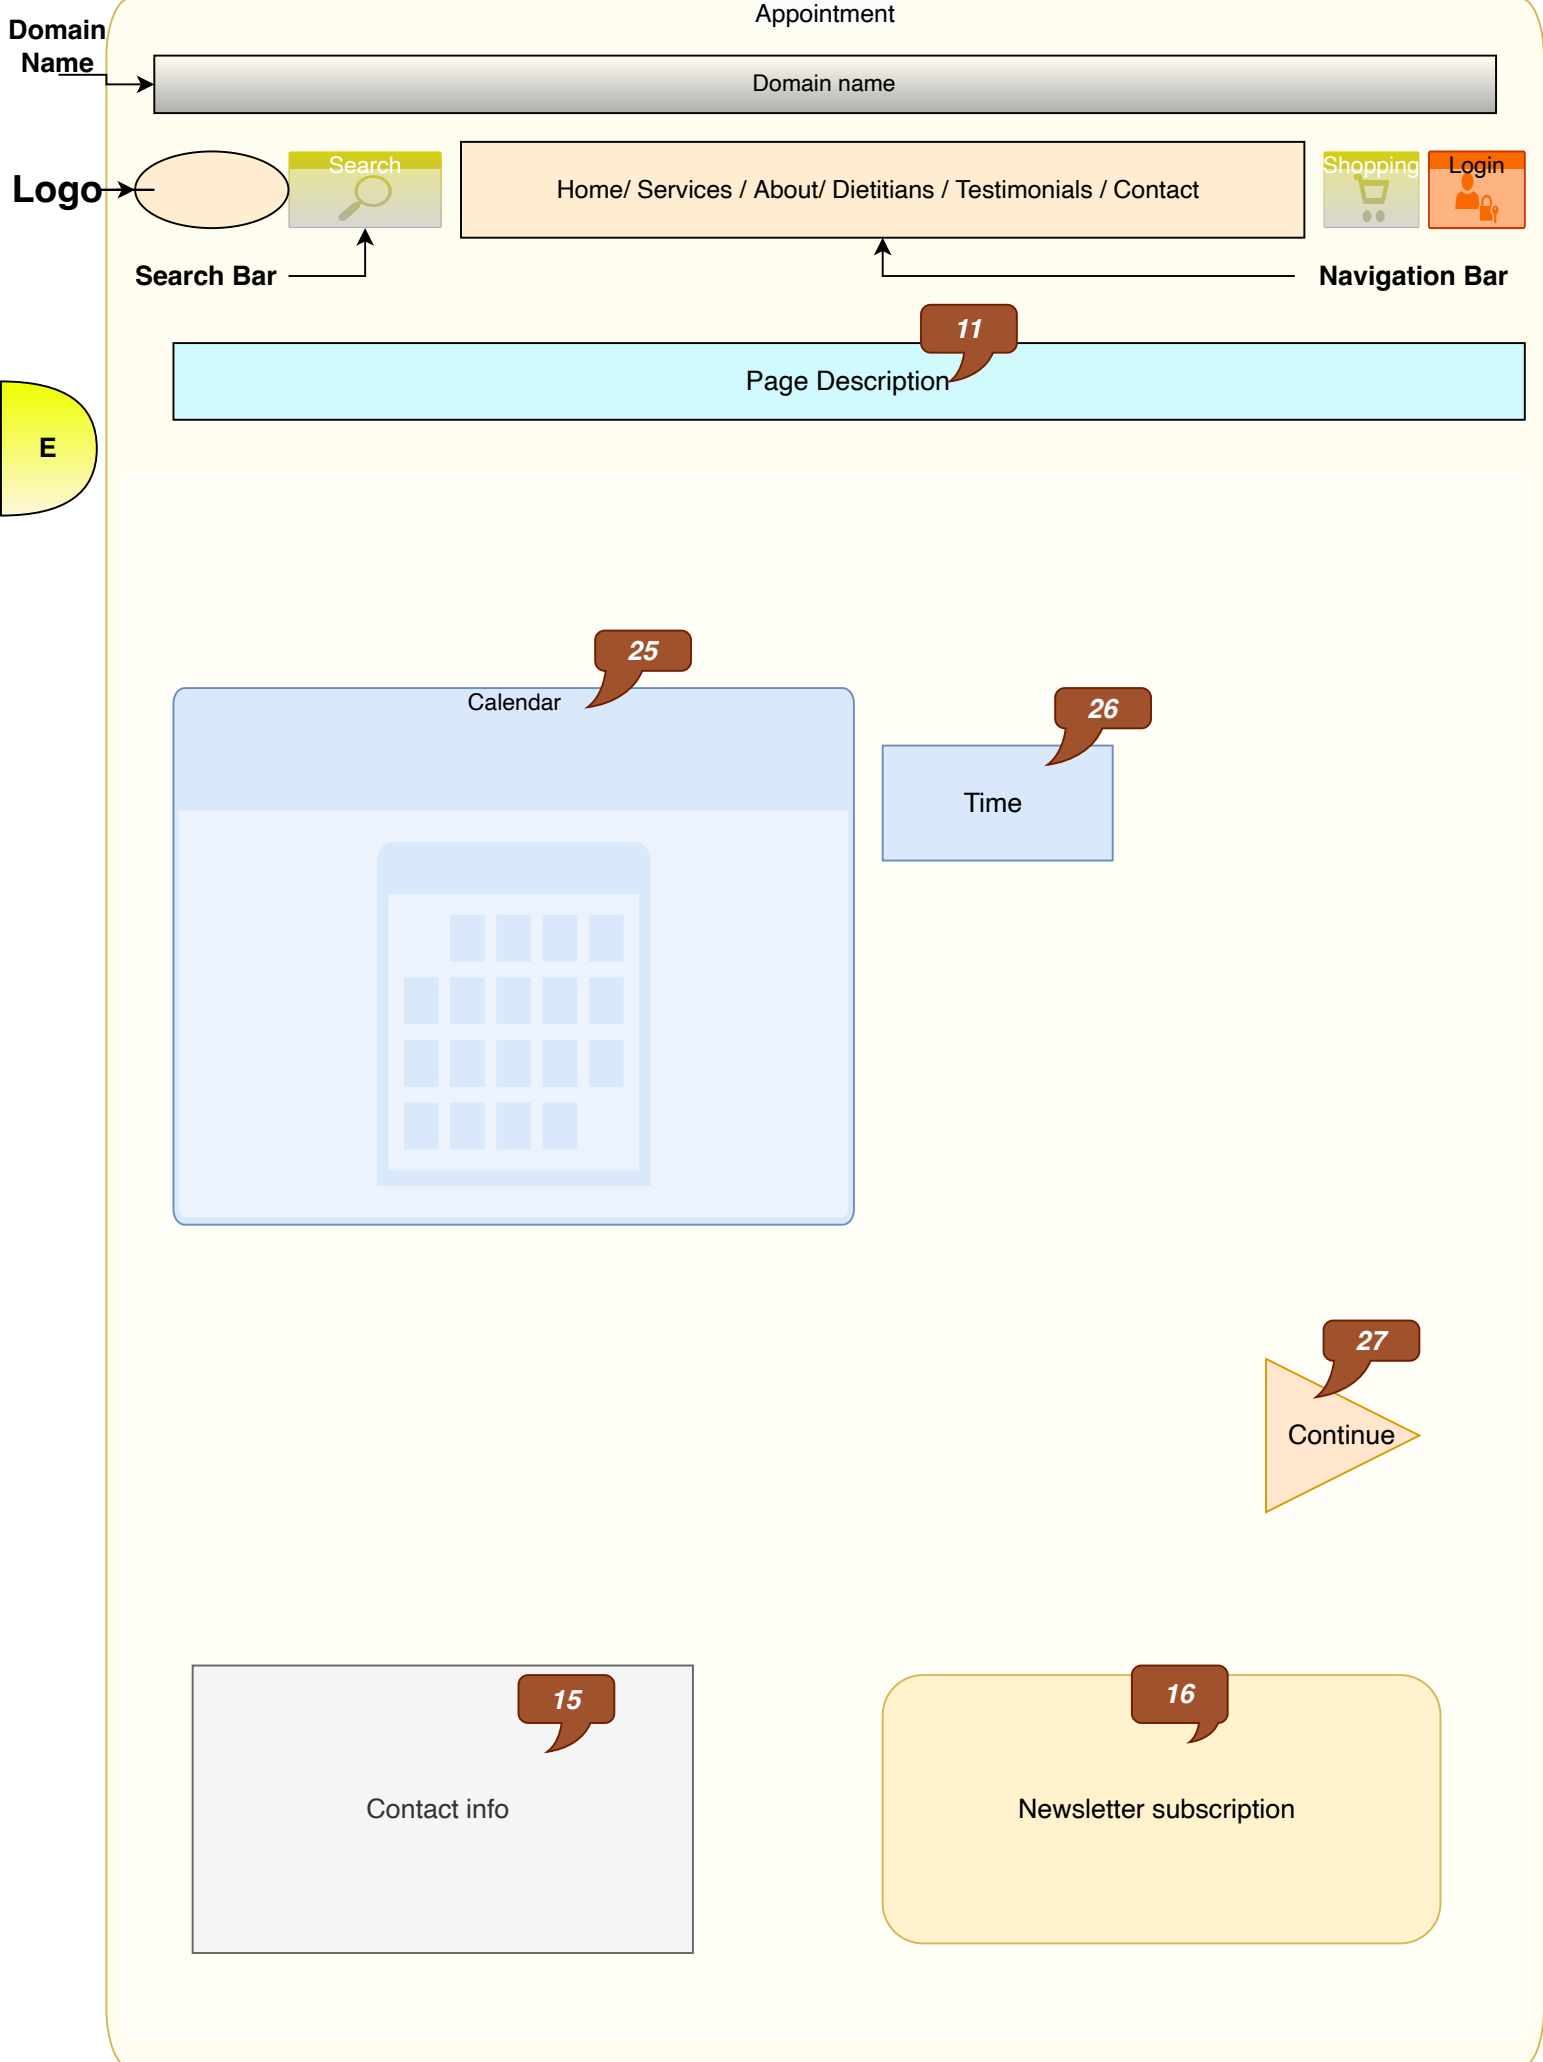 Appointment
Domain
Name
Domain name
Logo
Search
Home/ Services / About/ Dietitians / Testimonials / Contact
Shopping
Login
Search Bar
Navigation Bar
11
Page Description
E
25
Calendar
26
Time
27
Continue
15
Contact info
16
Newsletter subscription